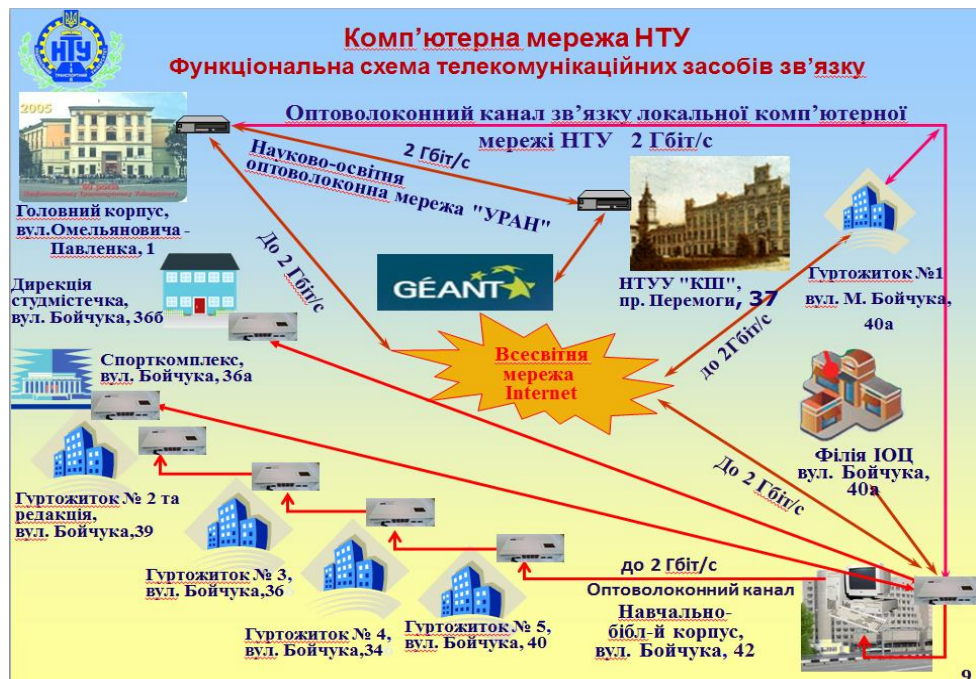 Комп’ютерна мережа НТУ
Функціональна схема телекомунікаційних засобів зв’язку
НТУ
2005
Оптоволоконний канал зв’язку локальної комп’ютерної
мережі НТУ 2 Гбіт/с
2 Гбіт/с
Науково-освітня
оптоволоконна мережа "УРАН"
Головний корпус,
вул.Омельяновича -
Павленка, 1
До 2 Гбіт/с
GÉANT
НТУУ "КПІ",
пр. Перемоги, 37
Гуртожиток №1
вул. М. Бойчука,
40а
до 2Гбіт/с
Дирекція
студмістечка,
вул. Бойчука, 36б
Всесвітня
мережа
Internet
Спорткомплекс,
вул. Бойчука, 36а
Філія ІОЦ
вул. Бойчука,
40а
До 2 Гбіт/с
Гуртожиток № 2 та
редакція,
вул. Бойчука,39
Гуртожиток № 3,
вул. Бойчука,36
Гуртожиток № 4,
вул. Бойчука,34
Гуртожиток № 5,
вул. Бойчука, 40
до 2 Гбіт/с
Оптоволоконний канал
Навчально-
бібл-й корпус,
вул. Бойчука, 42
9